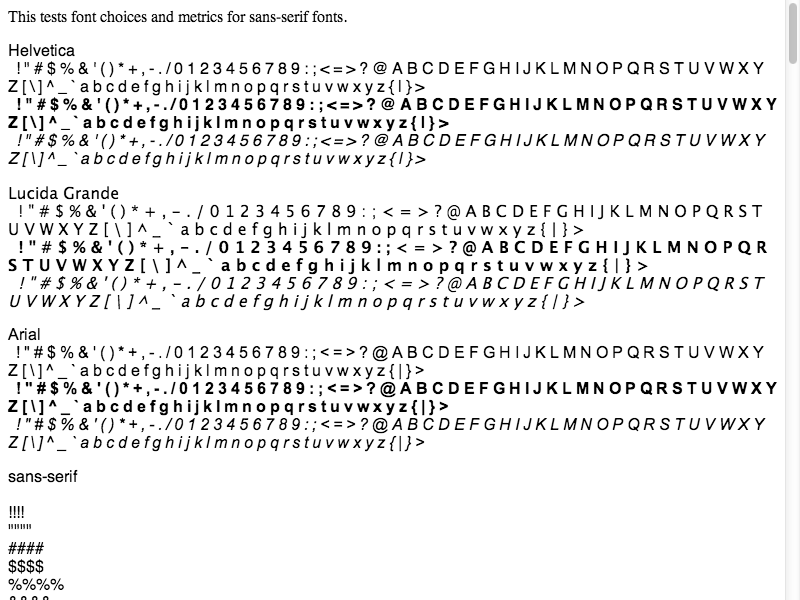 This tests font choices and metrics for sans-serif fonts.
Helvetica
! " # $ % & ' ( ) * + , - . / 0 1 2 3 4 5 6 7 8 9 : ; < = > ? @ A B C D E F G H I J K L M N O P Q R S T U V W X Y
Z [ \ ] ^ _ ` a b c d e f g h i j k l m n o p q r s t u v w x y z { | } >
! " # $ % & ' ( ) * + , - . / 0 1 2 3 4 5 6 7 8 9 : ; < = > ? @ A B C D E F G H I J K L M N O P Q R S T U V W X Y
Z [ \ ] ^ _ ` a b c d e f g h i j k l m n o p q r s t u v w x y z { | } >
! " # $ % & ' ( ) * + , - . / 0 1 2 3 4 5 6 7 8 9 : ; < = > ? @ A B C D E F G H I J K L M N O P Q R S T U V W X Y
Z [ \ ] ^ _ ` a b c d e f g h i j k l m n o p q r s t u v w x y z { | } >
Lucida Grande
! " # $ % & ' ( ) * + , - . / 0 1 2 3 4 5 6 7 8 9 : ; < = > ? @ A B C D E F G H I J K L M N O P Q R S T
U V W X Y Z [ \ ] ^ _ ` a b c d e f g h i j k l m n o p q r s t u v w x y z { | } >
! " # $ % & ' ( ) * + , - . / 0 1 2 3 4 5 6 7 8 9 : ; < = > ? @ A B C D E F G H I J K L M N O P Q R
S T U V W X Y Z [ \ ] ^ _ ` a b c d e f g h i j k l m n o p q r s t u v w x y z { | } >
! " # $ % & ' ( ) * + , - . / 0 1 2 3 4 5 6 7 8 9 : ; < = > ? @ A B C D E F G H I J K L M N O P Q R S T
U V W X Y Z [ \ ] ^ _ ` a b c d e f g h i j k l m n o p q r s t u v w x y z { | } >
Arial
! " # $ % & ' ( ) * + , - . / 0 1 2 3 4 5 6 7 8 9 : ; < = > ? @ A B C D E F G H I J K L M N O P Q R S T U V W X Y
Z [ \ ] ^ _ ` a b c d e f g h i j k l m n o p q r s t u v w x y z { | } >
! " # $ % & ' ( ) * + , - . / 0 1 2 3 4 5 6 7 8 9 : ; < = > ? @ A B C D E F G H I J K L M N O P Q R S T U V W X Y
Z [ \ ] ^ _ ` a b c d e f g h i j k l m n o p q r s t u v w x y z { | } >
! " # $ % & ' ( ) * + , - . / 0 1 2 3 4 5 6 7 8 9 : ; < = > ? @ A B C D E F G H I J K L M N O P Q R S T U V W X Y
Z [ \ ] ^ _ ` a b c d e f g h i j k l m n o p q r s t u v w x y z { | } >
sans-serif
!!!!
""""
####
$$$$
%%%%